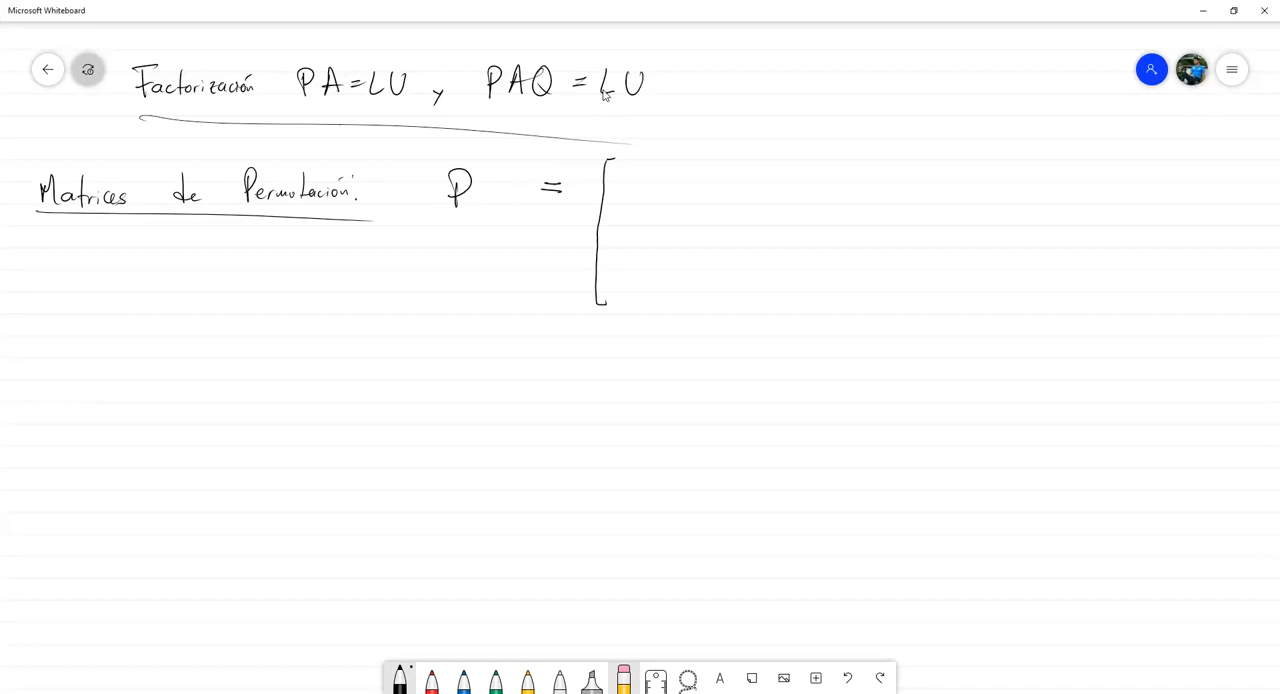 Microsoft Whiteboard
Factorización PA = LU, PAQ = LU
Matrices de Permutación: P = [